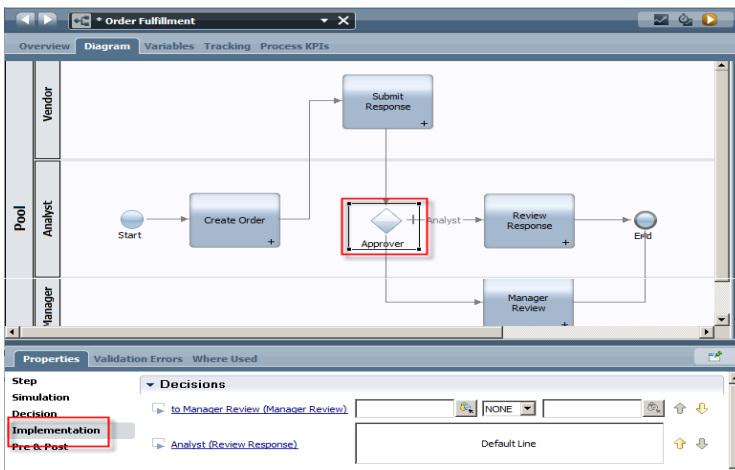 * Order Fulfillment
Overview Diagram Variables Tracking Process KPIs
Pool
Vendor
Submit
Response
Analyst
Start
Create Order
Approver
Analyst
Review
Response
End
Manager
Manager
Review
Properties Validation Errors Where Used
Step
Simulation
Decision
Implementation
Pre & Post
Decisions
to Manager Review (Manager Review) NONE
Analyst (Review Response) Default Line